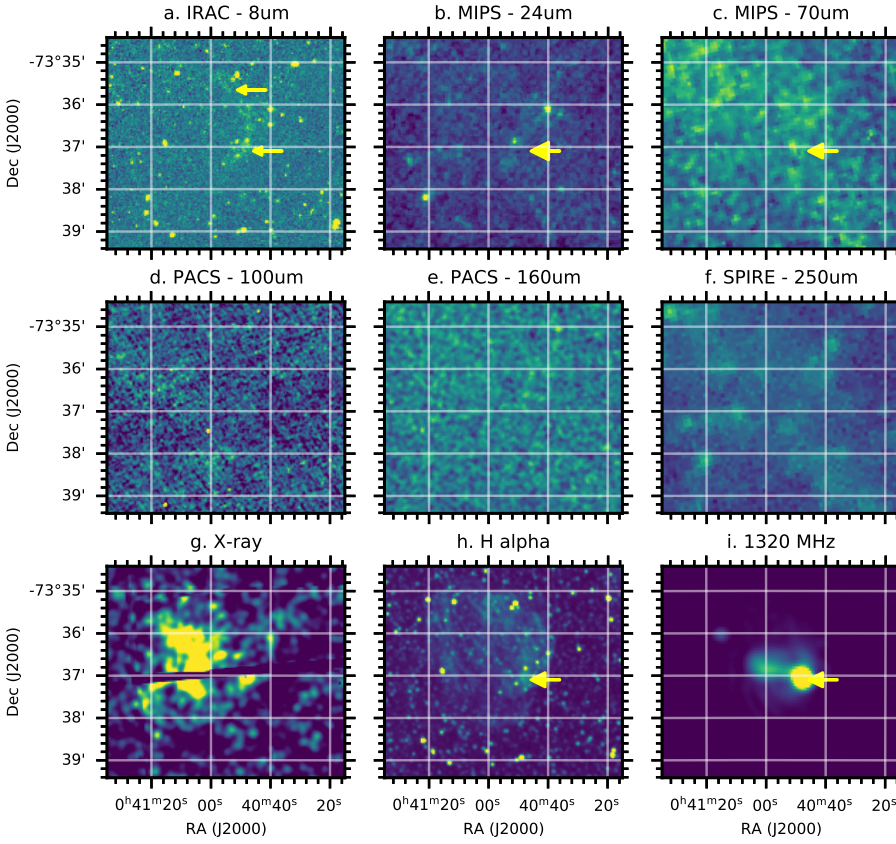 a. IRAC - 8um
b. MIPS - 24um
c. MIPS - 70um
-73°35'
36'
37'
38'
39'
Dec (J2000)
d. PACS - 100um
e. PACS - 160um
f. SPIRE - 250um
-73°35'
36'
37'
38'
39'
Dec (J2000)
g. X-ray
h. H alpha
i. 1320 MHz
-73°35'
36'
37'
38'
39'
Dec (J2000)
0ʰ41ᵐ20ˢ 00ˢ 40ᵐ40ˢ 20ˢ
0ʰ41ᵐ20ˢ 00ˢ 40ᵐ40ˢ 20ˢ
0ʰ41ᵐ20ˢ 00ˢ 40ᵐ40ˢ 20ˢ
RA (J2000)
RA (J2000)
RA (J2000)